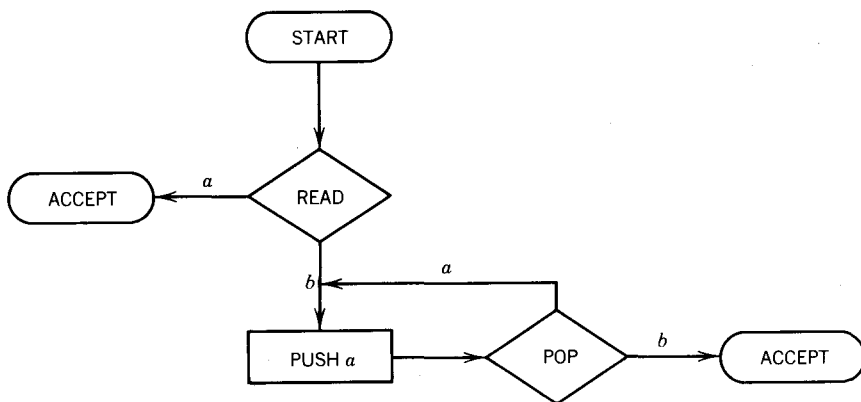 START
ACCEPT
a
READ
b
a
PUSH a
POP
b
ACCEPT